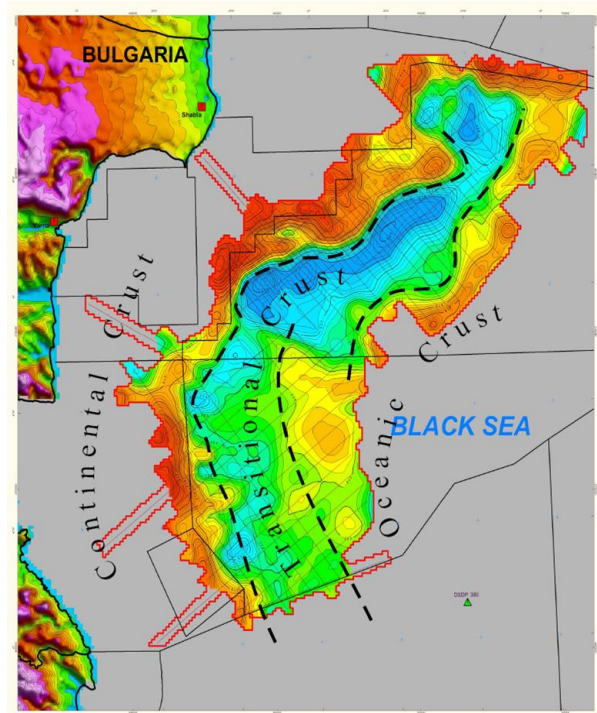 BULGARIA
Shabla
Continental Crust
Transitional Crust
Oceanic Crust
BLACK SEA
DSDP 380